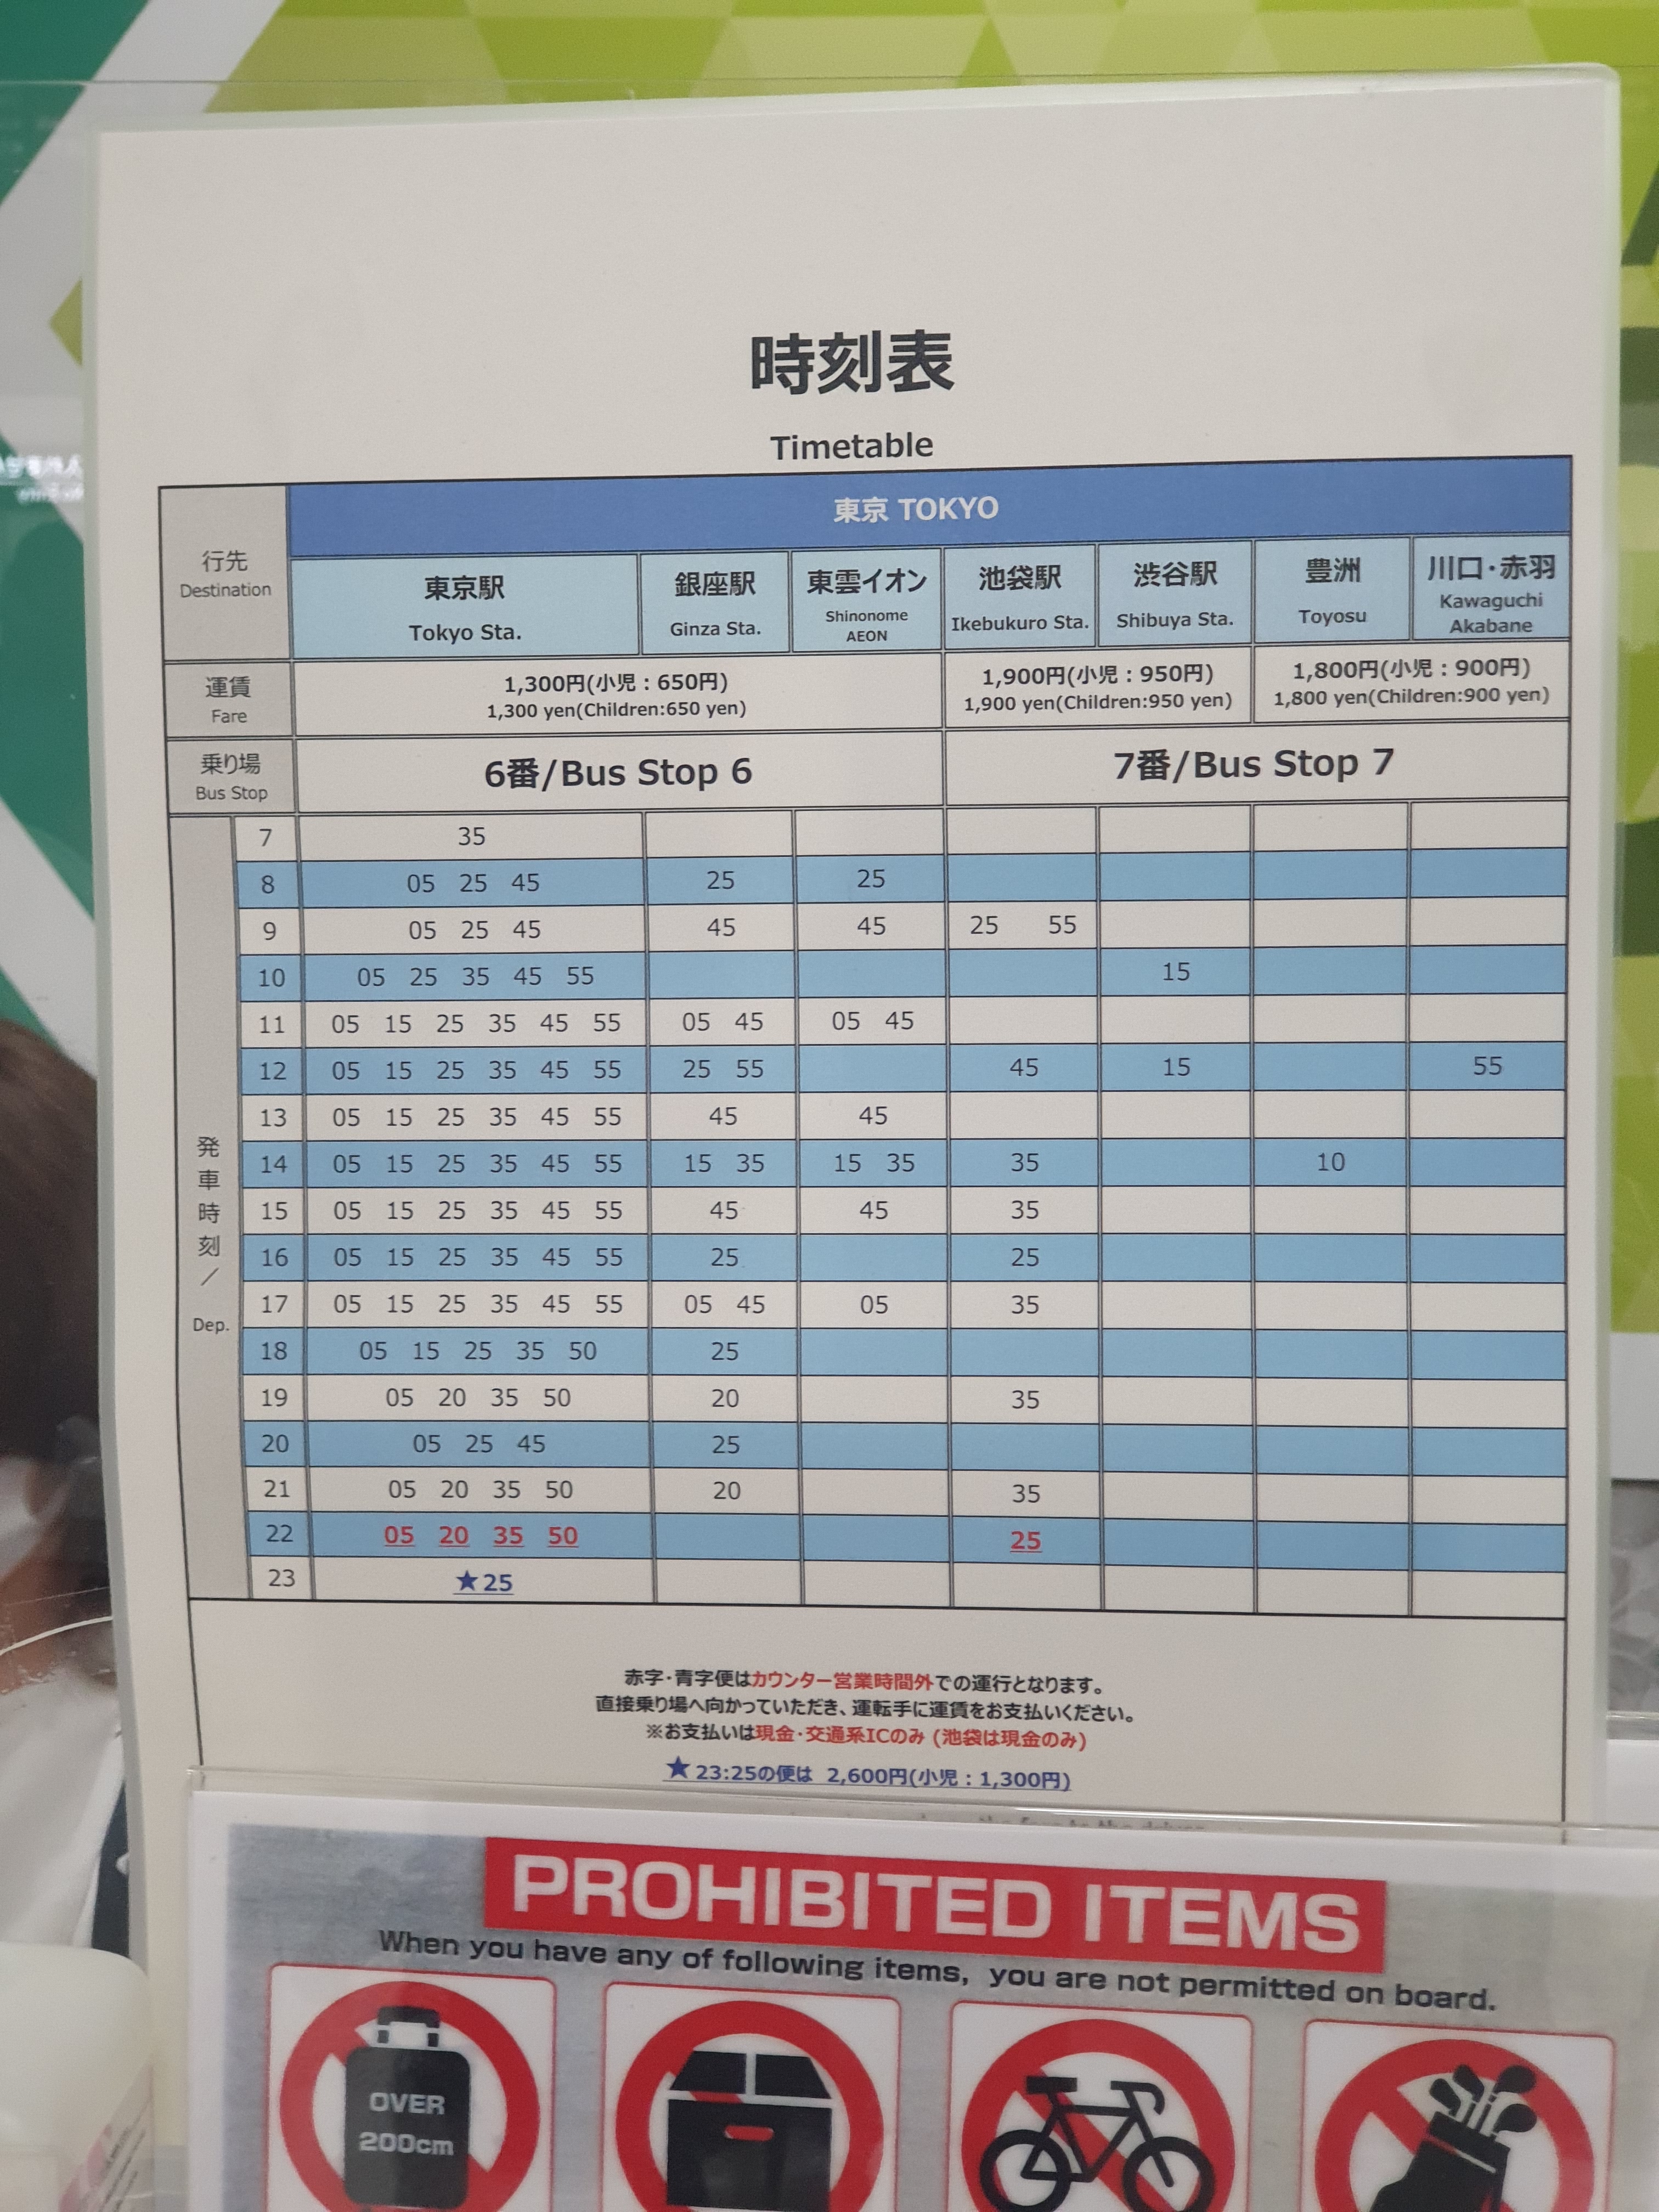 時刻表
Timetable
行先
Destination
東京 TOKYO
東京駅
Tokyo Sta.
銀座駅
Ginza Sta.
東雲イオン
Shinonome
AEON
池袋駅
Ikebukuro Sta.
渋谷駅
Shibuya Sta.
豊洲
Toyosu
川口・赤羽
Kawaguchi
Akabane
運賃
Fare
1,300円(小児：650円)
1,300 yen(Children:650 yen)
1,900円(小児：950円)
1,900 yen(Children:950 yen)
1,800円(小児：900円)
1,800 yen(Children:900 yen)
乗り場
Bus Stop
6番/Bus Stop 6
7番/Bus Stop 7
発車時刻／
Dep.
7 35
8 05 25 45 25 25
9 05 25 45 45 45 25 55
10 05 25 35 45 55 15
11 05 15 25 35 45 55 05 45 05 45
12 05 15 25 35 45 55 25 55 45 15 55
13 05 15 25 35 45 55 45 45
14 05 15 25 35 45 55 15 35 15 35 35 10
15 05 15 25 35 45 55 45 45 35
16 05 15 25 35 45 55 25 25
17 05 15 25 35 45 55 05 45 05 35
18 05 15 25 35 50 25
19 05 20 35 50 20 35
20 05 25 45 25
21 05 20 35 50 20 35
22 05 20 35 50 25
23 ★25
赤字・青字便はカウンター営業時間外での運行となります。
直接乗り場へ向かっていただき、運転手に運賃をお支払いください。
※お支払いは現金・交通系ICのみ (池袋は現金のみ)
★23:25の便は 2,600円(小児：1,300円)
PROHIBITED ITEMS
When you have any of following items, you are not permitted on board.
OVER
200cm